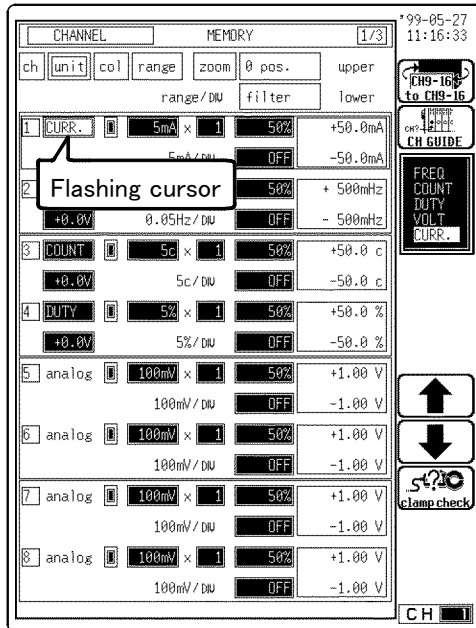 '99-05-27
11:16:33
CHANNEL MEMORY 1/3
ch unit col range zoom 0 pos. upper
range/DIV filter lower
1 CURR. 5mA × 1 50% +50.0mA
5mA/DIV OFF -50.0mA
Flashing cursor
2 50% + 500mHz
+0.0V 0.05Hz/DIV OFF - 500mHz
3 COUNT 5c × 1 50% +50.0 c
+0.0V 5c/DIV OFF -50.0 c
4 DUTY 5% × 1 50% +50.0 %
+0.0V 5%/DIV OFF -50.0 %
5 analog 100mV × 1 50% +1.00 V
100mV/DIV OFF -1.00 V
6 analog 100mV × 1 50% +1.00 V
100mV/DIV OFF -1.00 V
7 analog 100mV × 1 50% +1.00 V
100mV/DIV OFF -1.00 V
8 analog 100mV × 1 50% +1.00 V
100mV/DIV OFF -1.00 V
CH9-16
to CH9-16
CH?
CH GUIDE
FREQ
COUNT
DUTY
VOLT
CURR.
clamp check
CH 1